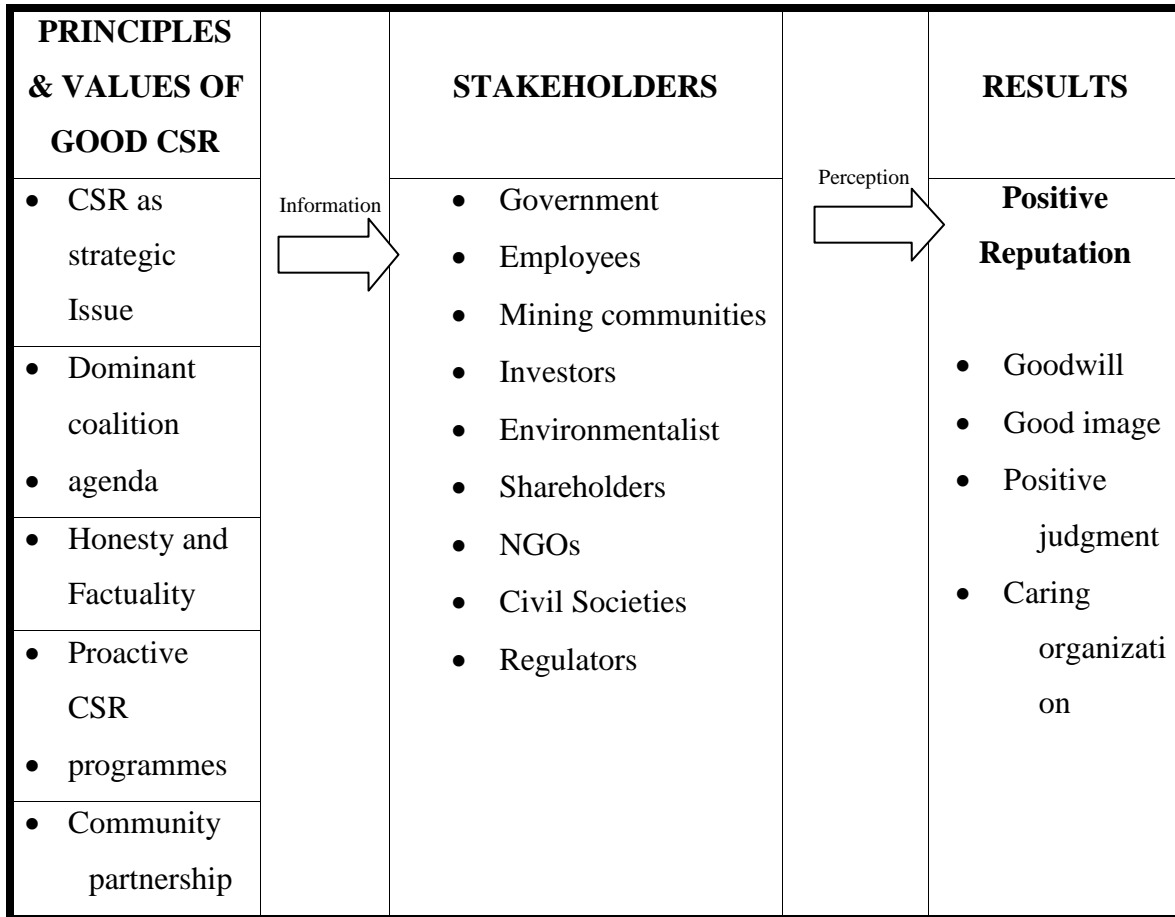 PRINCIPLES
& VALUES OF
GOOD CSR
• CSR as
strategic
Issue
• Dominant
coalition
• agenda
• Honesty and
Factuality
• Proactive
CSR
• programmes
• Community
partnership
Information
STAKEHOLDERS
• Government
• Employees
• Mining communities
• Investors
• Environmentalist
• Shareholders
• NGOs
• Civil Societies
• Regulators
Perception
RESULTS
Positive
Reputation
• Goodwill
• Good image
• Positive
judgment
• Caring
organizati
on